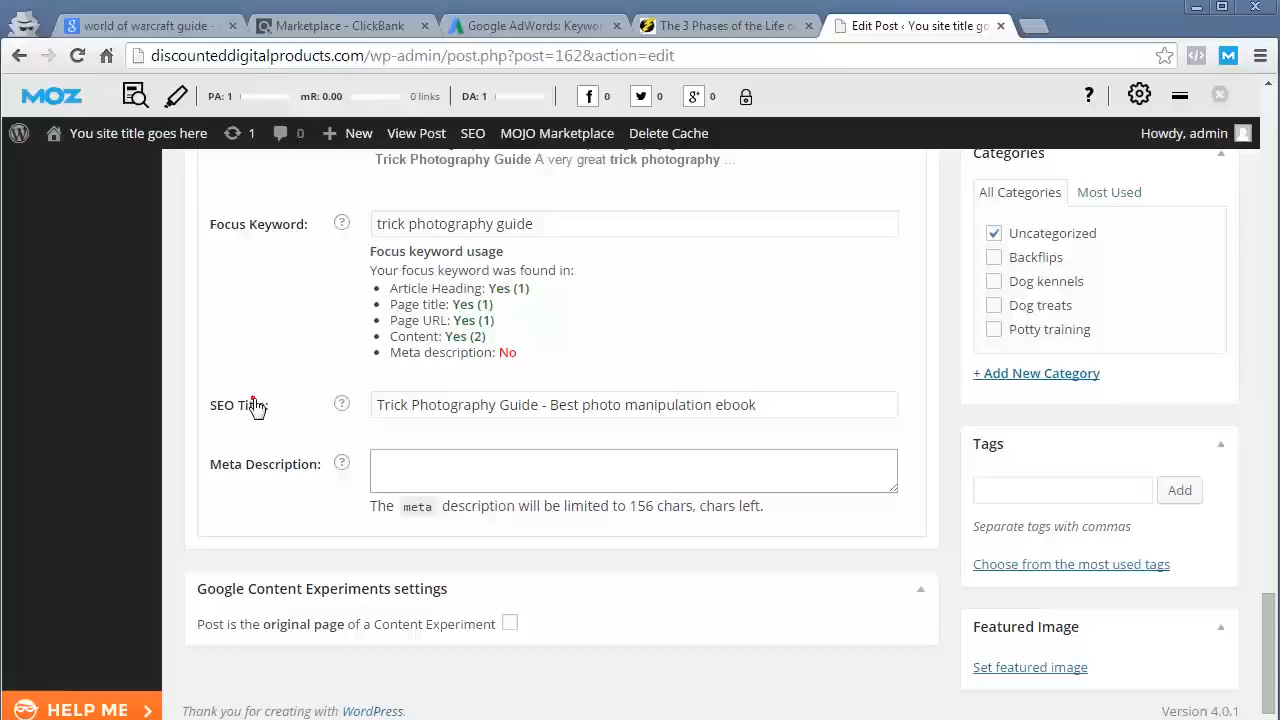 world of warcraft guide -
Marketplace - ClickBank
Google AdWords: Keywo
The 3 Phases of the Life o
Edit Post ‹ You site title go
discounteddigitalproducts.com/wp-admin/post.php?post=162&action=edit
MOZ
PA: 1
mR: 0.00
0 links
DA: 1
0
0
0
You site title goes here
1
0
New
View Post
SEO
MOJO Marketplace
Delete Cache
Howdy, admin
Trick Photography Guide A very great trick photography ...
Categories
All Categories
Most Used
Focus Keyword:
trick photography guide
Uncategorized
Focus keyword usage
Backflips
Your focus keyword was found in:
Article Heading: Yes (1)
Dog kennels
Page title: Yes (1)
Dog treats
Page URL: Yes (1)
Content: Yes (2)
Potty training
Meta description: No
+ Add New Category
SEO Title:
Trick Photography Guide - Best photo manipulation ebook
Tags
Meta Description:
Add
The meta description will be limited to 156 chars, chars left.
Separate tags with commas
Choose from the most used tags
Google Content Experiments settings
Post is the original page of a Content Experiment
Featured Image
Set featured image
HELP ME
Thank you for creating with WordPress.
Version 4.0.1